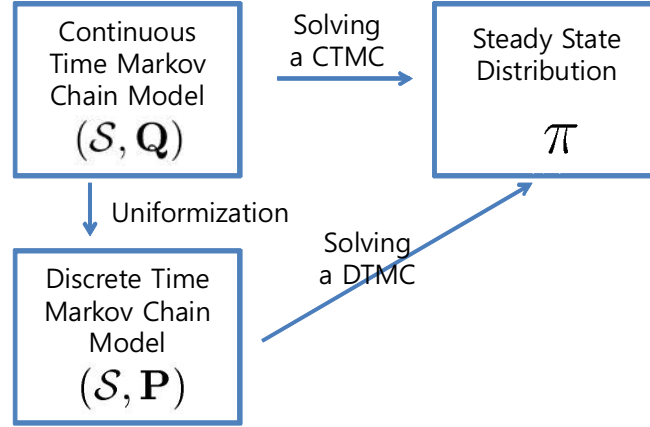 Continuous
Time Markov
Chain Model
(𝒮, 𝐐)
Solving
a CTMC
Steady State
Distribution
π
Uniformization
Solving
a DTMC
Discrete Time
Markov Chain
Model
(𝒮, 𝐏)